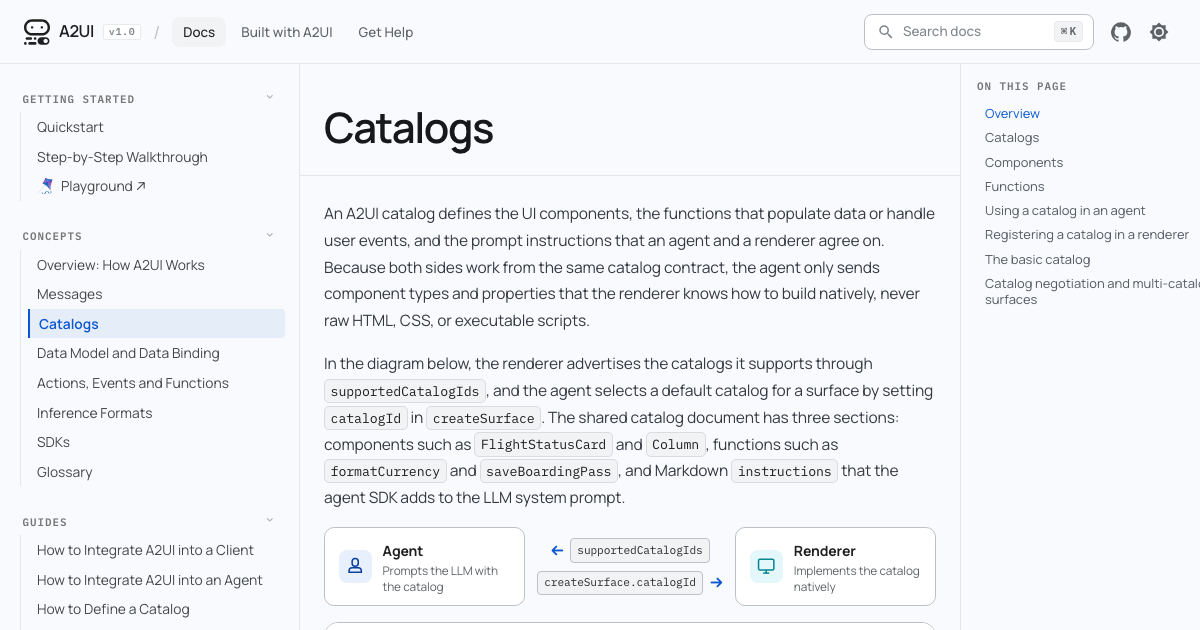 A2UI v1.0 / Docs Built with A2UI Get Help Search docs ⌘K
GETTING STARTED
Quickstart
Step-by-Step Walkthrough
Playground ↗
CONCEPTS
Overview: How A2UI Works
Messages
Catalogs
Data Model and Data Binding
Actions, Events and Functions
Inference Formats
SDKs
Glossary
GUIDES
How to Integrate A2UI into a Client
How to Integrate A2UI into an Agent
How to Define a Catalog
Catalogs
An A2UI catalog defines the UI components, the functions that populate data or handle
user events, and the prompt instructions that an agent and a renderer agree on.
Because both sides work from the same catalog contract, the agent only sends
component types and properties that the renderer knows how to build natively, never
raw HTML, CSS, or executable scripts.
In the diagram below, the renderer advertises the catalogs it supports through
supportedCatalogIds, and the agent selects a default catalog for a surface by setting
catalogId in createSurface. The shared catalog document has three sections:
components such as FlightStatusCard and Column, functions such as
formatCurrency and saveBoardingPass, and Markdown instructions that the
agent SDK adds to the LLM system prompt.
Agent
Prompts the LLM with
the catalog
← supportedCatalogIds
createSurface.catalogId →
Renderer
Implements the catalog
natively
ON THIS PAGE
Overview
Catalogs
Components
Functions
Using a catalog in an agent
Registering a catalog in a renderer
The basic catalog
Catalog negotiation and
surfaces